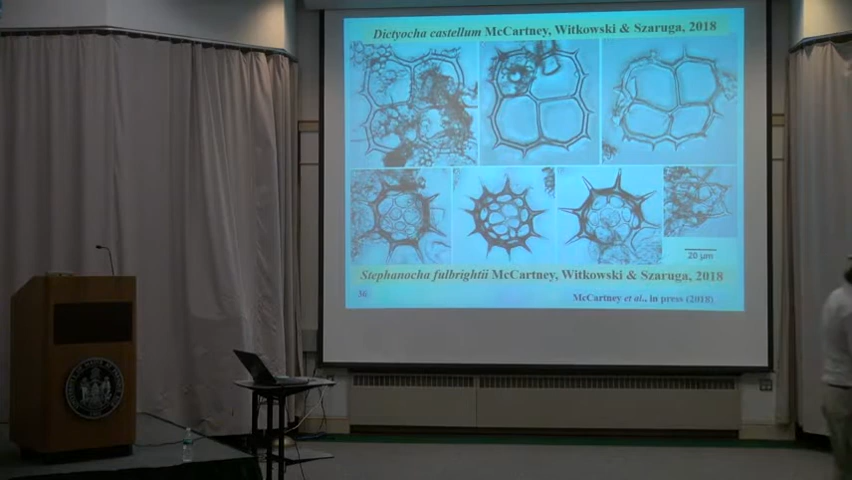 Dictyocha castellum McCartney, Witkowski & Szaruga, 2018
20 µm
Stephanocha fulbrightii McCartney, Witkowski & Szaruga, 2018
36
McCartney et al., in press (2018)